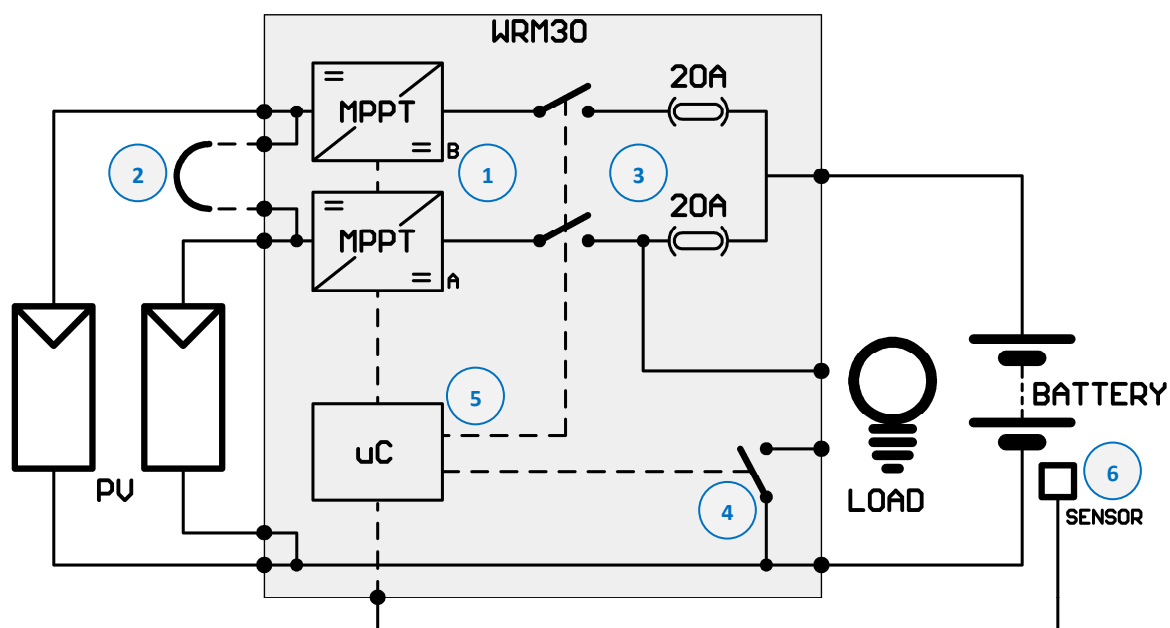 WRM30
20A
MPPT
B
2
1
3
20A
MPPT
A
5
BATTERY
uC
6
PV
4
LOAD
SENSOR